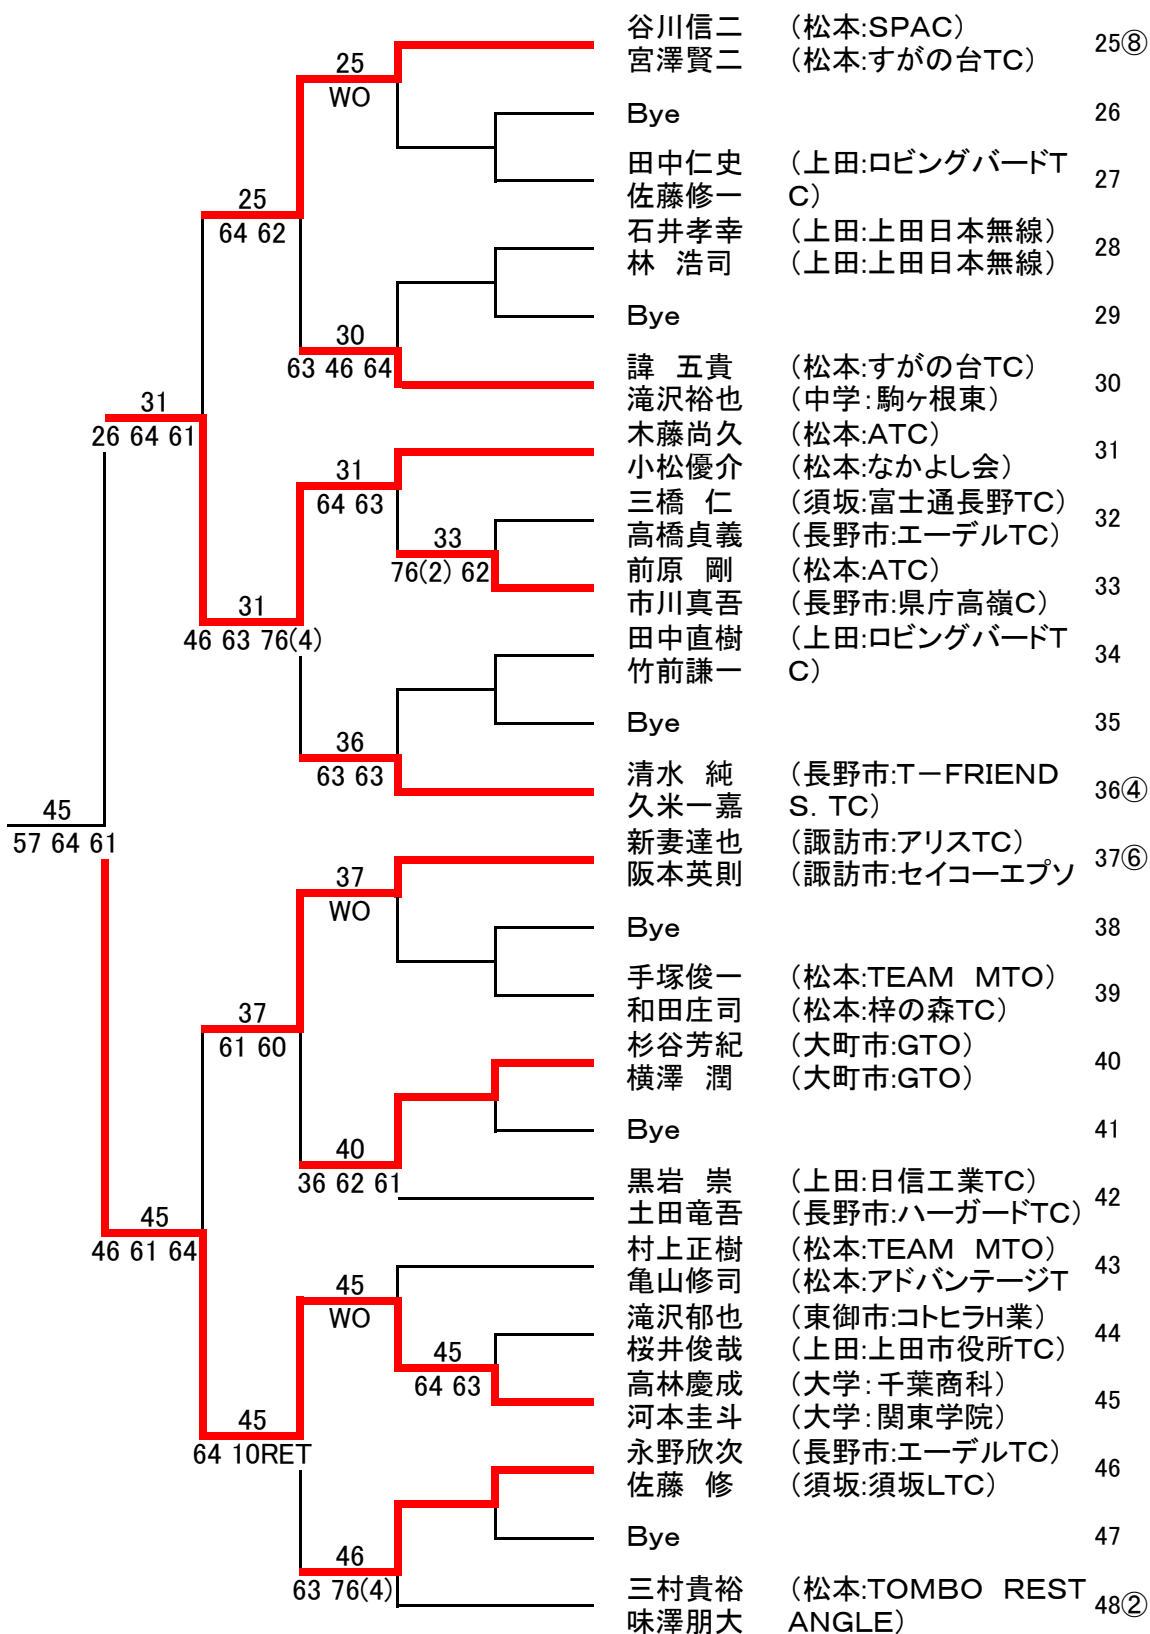 谷川信二 （松本:SPAC） 25⑧
宮澤賢二 （松本:すがの台TC）
25
WO
Bye 26
田中仁史 （上田:ロビングバードT 27
佐藤修一 C）
25
64 62
石井孝幸 （上田:上田日本無線） 28
林　浩司 （上田:上田日本無線）
Bye 29
30
63 46 64
諱　五貴 （松本:すがの台TC） 30
滝沢裕也 （中学：駒ヶ根東）
31
26 64 61
木藤尚久 （松本:ATC） 31
小松優介 （松本:なかよし会）
31
64 63
三橋　仁 （須坂:富士通長野TC） 32
高橋貞義 （長野市:エーデルTC）
33
76(2) 62
前原　剛 （松本:ATC） 33
市川真吾 （長野市:県庁高嶺C）
31
46 63 76(4)
田中直樹 （上田:ロビングバードT 34
竹前謙一 C）
Bye 35
36
63 63
清水　純 （長野市:T－FRIEND 36④
久米一嘉 S．TC）
45
57 64 61
新妻達也 （諏訪市:アリスTC） 37⑥
阪本英則 （諏訪市:セイコーエプソ
37
WO
Bye 38
手塚俊一 （松本:TEAM　MTO） 39
和田庄司 （松本:梓の森TC）
37
61 60
杉谷芳紀 （大町市:GTO） 40
横澤　潤 （大町市:GTO）
Bye 41
40
36 62 61
黒岩　崇 （上田:日信工業TC） 42
土田竜吾 （長野市:ハーガードTC）
45
46 61 64
村上正樹 （松本:TEAM　MTO） 43
亀山修司 （松本:アドバンテージT
45
WO
滝沢郁也 （東御市:コトヒラH業） 44
桜井俊哉 （上田:上田市役所TC）
45
64 63
高林慶成 （大学：千葉商科） 45
河本圭斗 （大学：関東学院）
45
64 10RET
永野欣次 （長野市:エーデルTC） 46
佐藤　修 （須坂:須坂LTC）
Bye 47
46
63 76(4)
三村貴裕 （松本:TOMBO　REST 48②
味澤朋大 ANGLE）